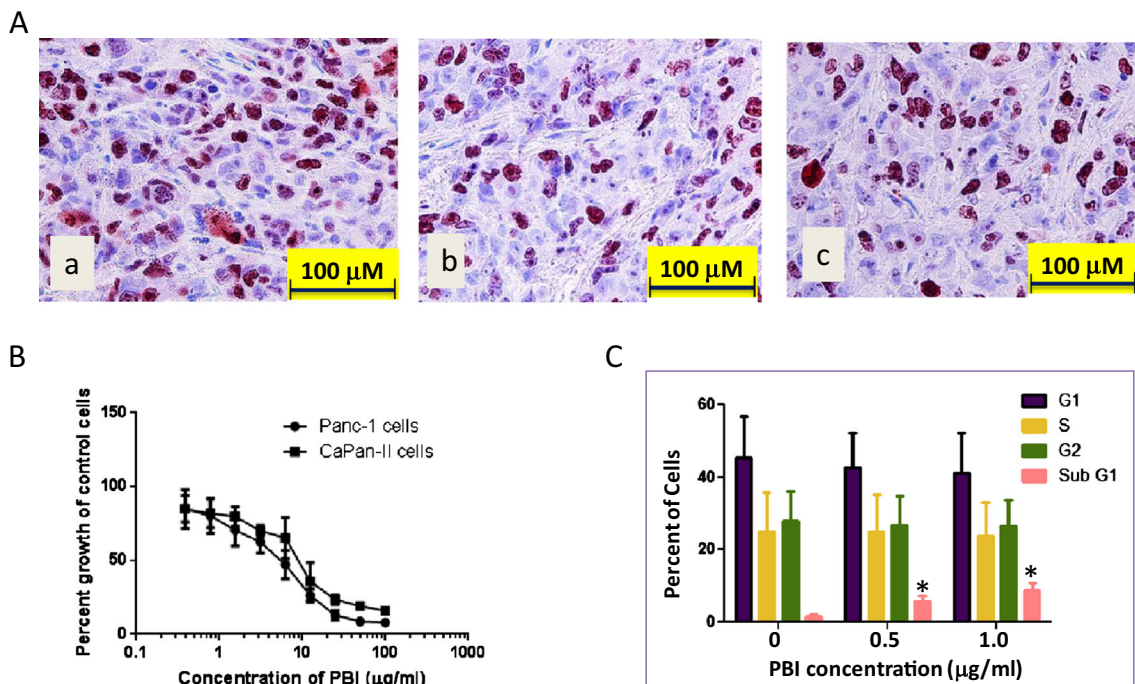 A
a
100 μM
b
100 μM
c
100 μM
B
150
100
50
0
Percent growth of control cells
Panc-1 cells
CaPan-II cells
0.1 1 10 100 1000
Concentration of PBI (μg/ml)
C
60
40
20
0
Percent of Cells
G1
S
G2
Sub G1
*
*
0 0.5 1.0
PBI concentration (μg/ml)